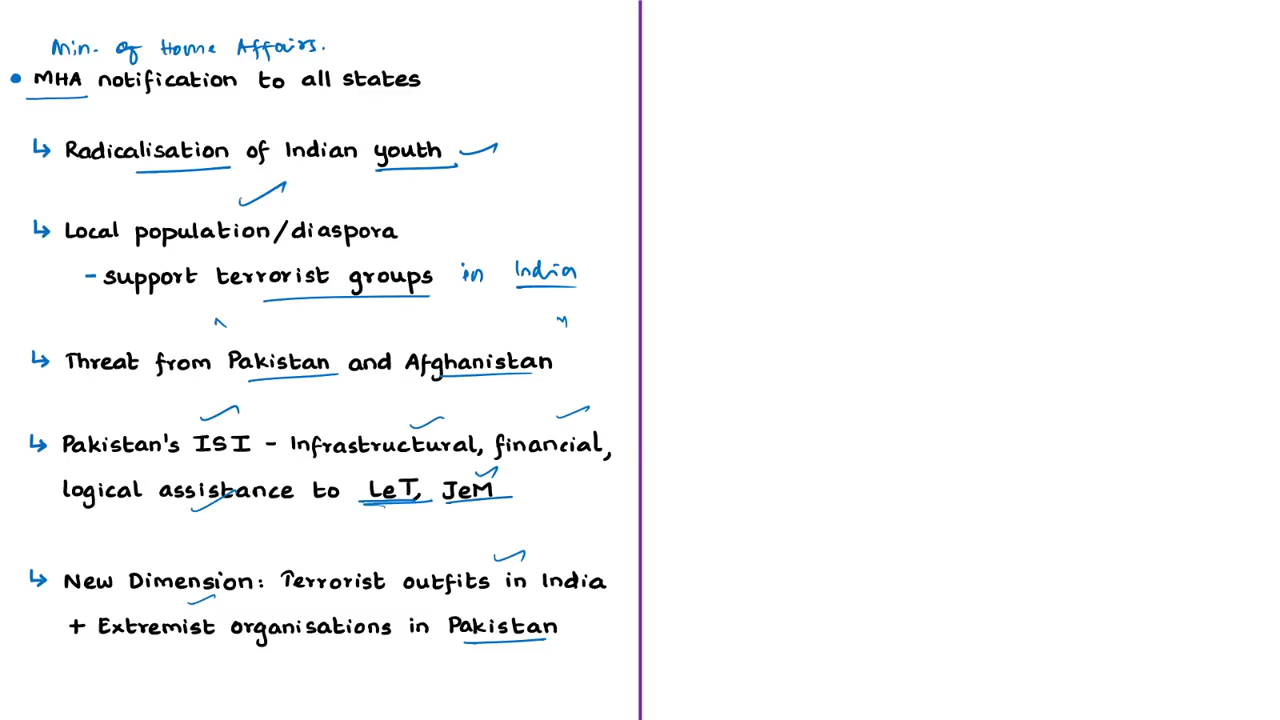 Min. of Home Affairs.
• MHA notification to all states
↳ Radicalisation of Indian youth
↳ Local population/diaspora
- support terrorist groups in India
↳ Threat from Pakistan and Afghanistan
↳ Pakistan's ISI - Infrastructural, financial,
logical assistance to LeT, JeM
↳ New Dimension: Terrorist outfits in India
+ Extremist organisations in Pakistan